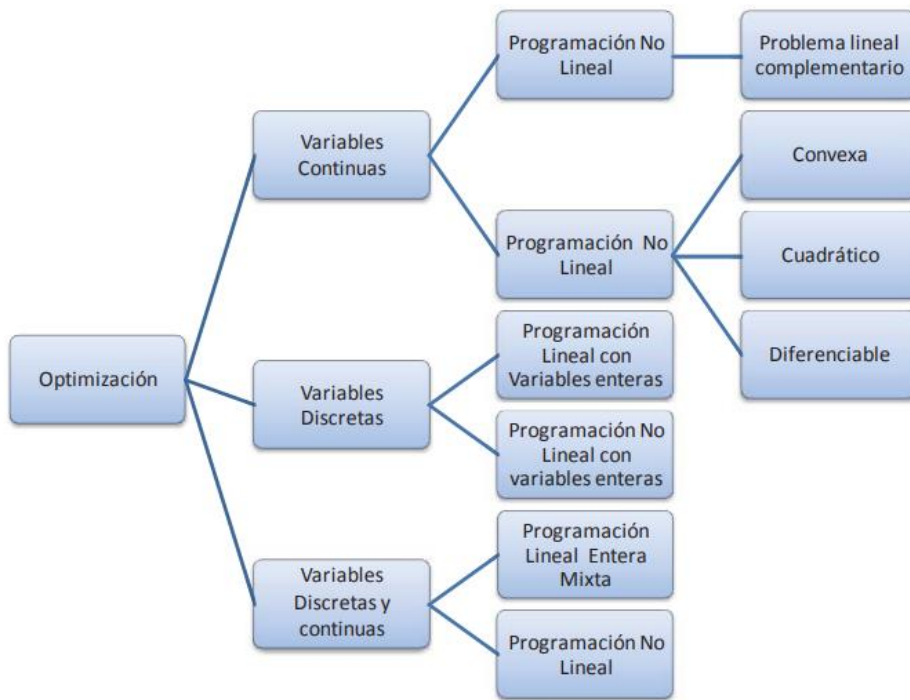 Optimización
Variables
Continuas
Programación No
Lineal
Problema lineal
complementario
Programación No
Lineal
Convexa
Cuadrático
Diferenciable
Variables
Discretas
Programación
Lineal con
Variables enteras
Programación No
Lineal con
variables enteras
Variables
Discretas y
continuas
Programación
Lineal Entera
Mixta
Programación No
Lineal